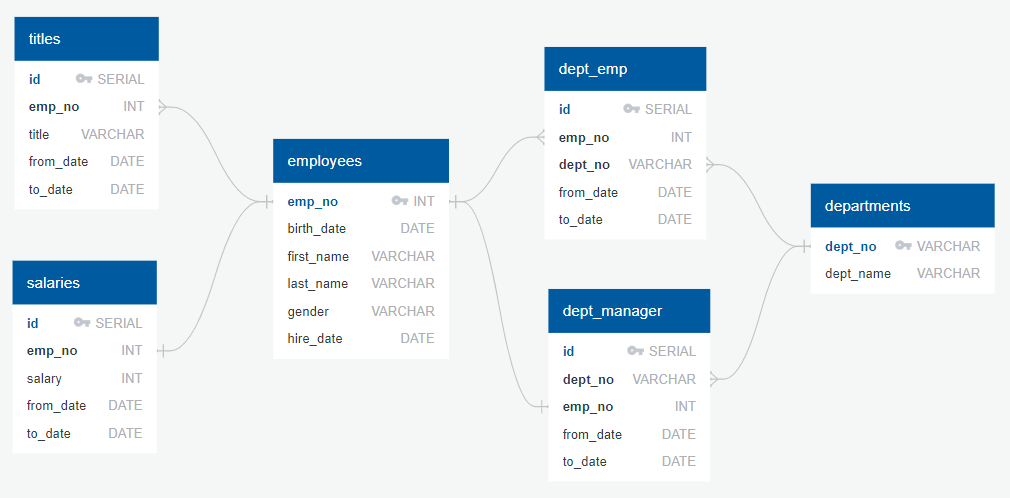 titles
id SERIAL
emp_no INT
title VARCHAR
from_date DATE
to_date DATE
salaries
id SERIAL
emp_no INT
salary INT
from_date DATE
to_date DATE
employees
emp_no INT
birth_date DATE
first_name VARCHAR
last_name VARCHAR
gender VARCHAR
hire_date DATE
dept_emp
id SERIAL
emp_no INT
dept_no VARCHAR
from_date DATE
to_date DATE
dept_manager
id SERIAL
dept_no VARCHAR
emp_no INT
from_date DATE
to_date DATE
departments
dept_no VARCHAR
dept_name VARCHAR